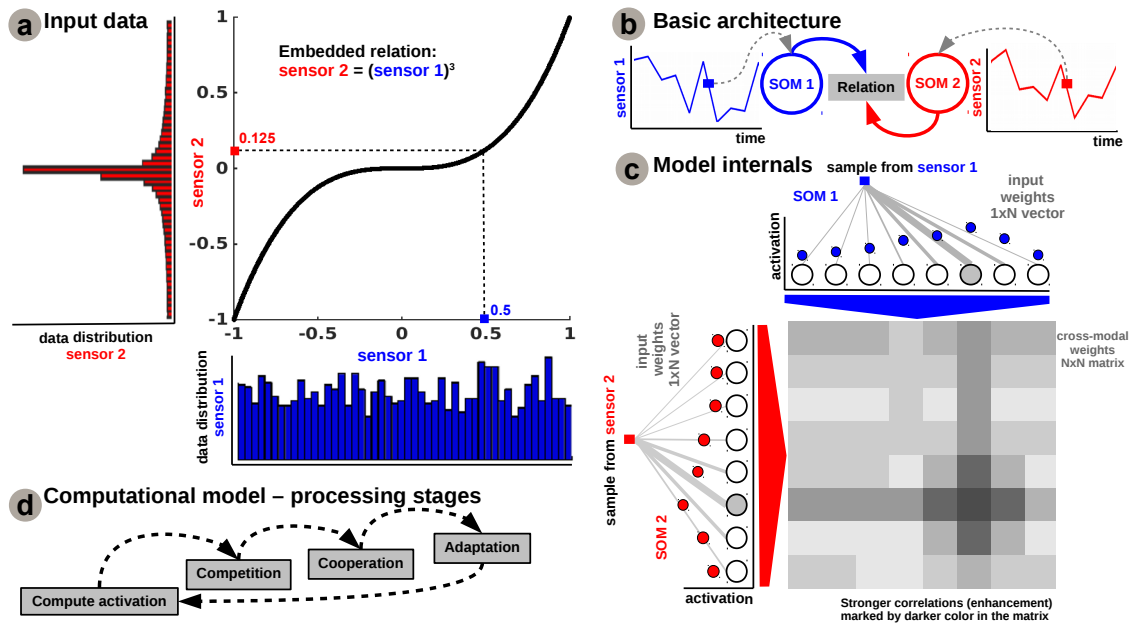 a Input data
Embedded relation:
sensor 2 = (sensor 1)³
1
0.5
0
-0.5
-1
sensor 2
0.125
0.5
-1
-0.5
0
0.5
1
sensor 1
data distribution
sensor 2
data distribution
sensor 1
b Basic architecture
sensor 1
time
SOM 1
Relation
SOM 2
sensor 2
time
c Model internals
sample from sensor 1
SOM 1
input
weights
1xN vector
activation
input
weights
1xN vector
sample from sensor 2
SOM 2
activation
cross-modal
weights
NxN matrix
Stronger correlations (enhancement)
marked by darker color in the matrix
d Computational model – processing stages
Compute activation
Competition
Cooperation
Adaptation